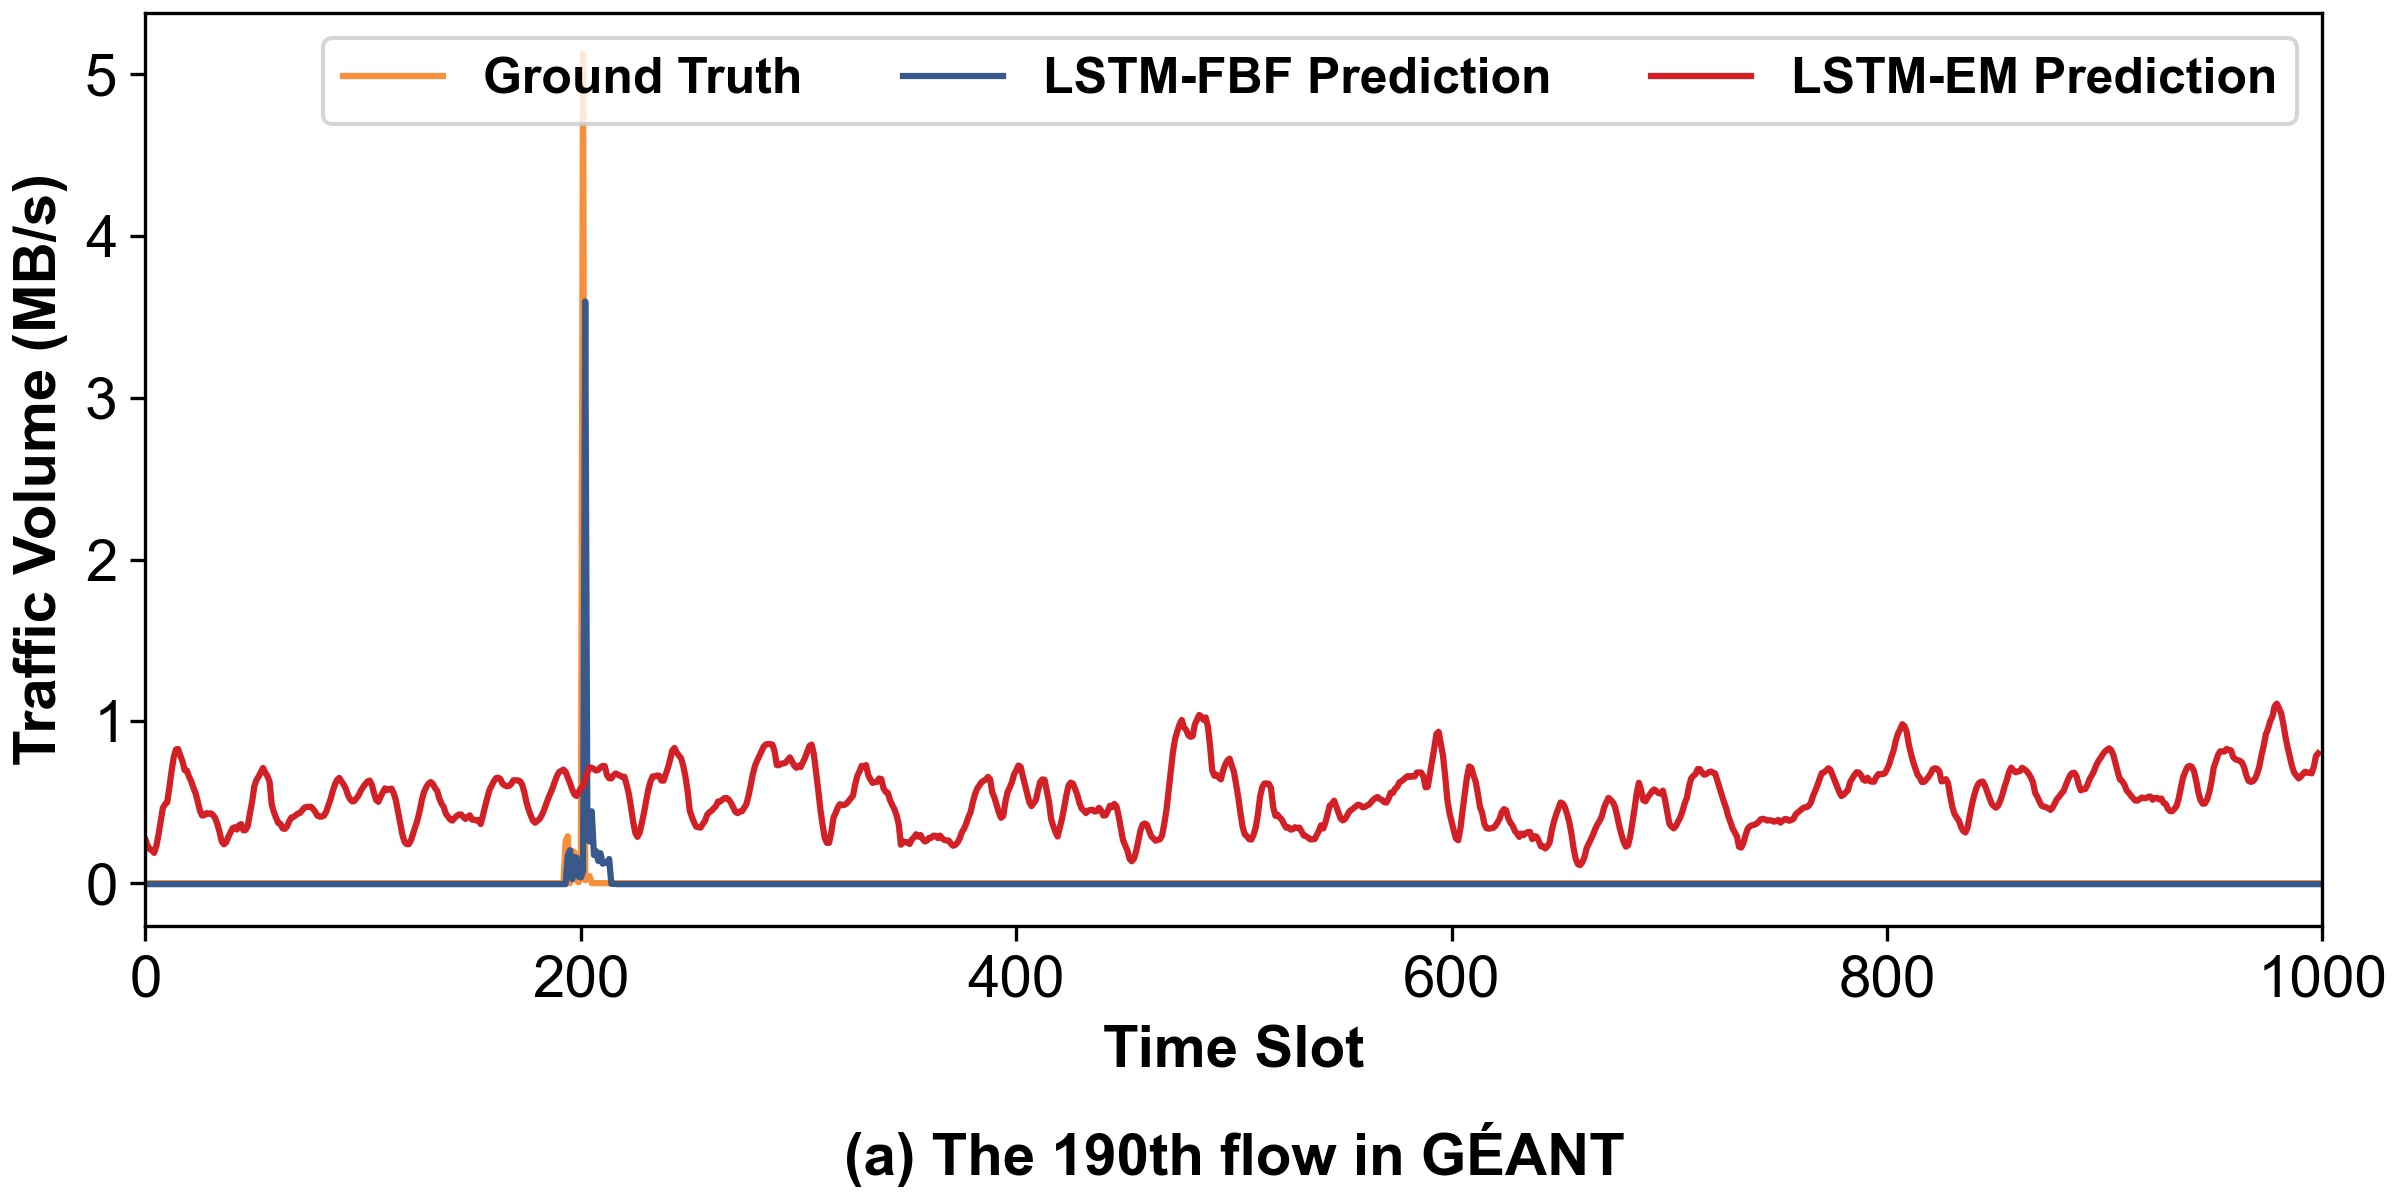 Ground Truth LSTM-FBF Prediction LSTM-EM Prediction
5
4
3
2
1
0
Traffic Volume (MB/s)
0 200 400 600 800 1000
Time Slot
(a) The 190th flow in GÉANT